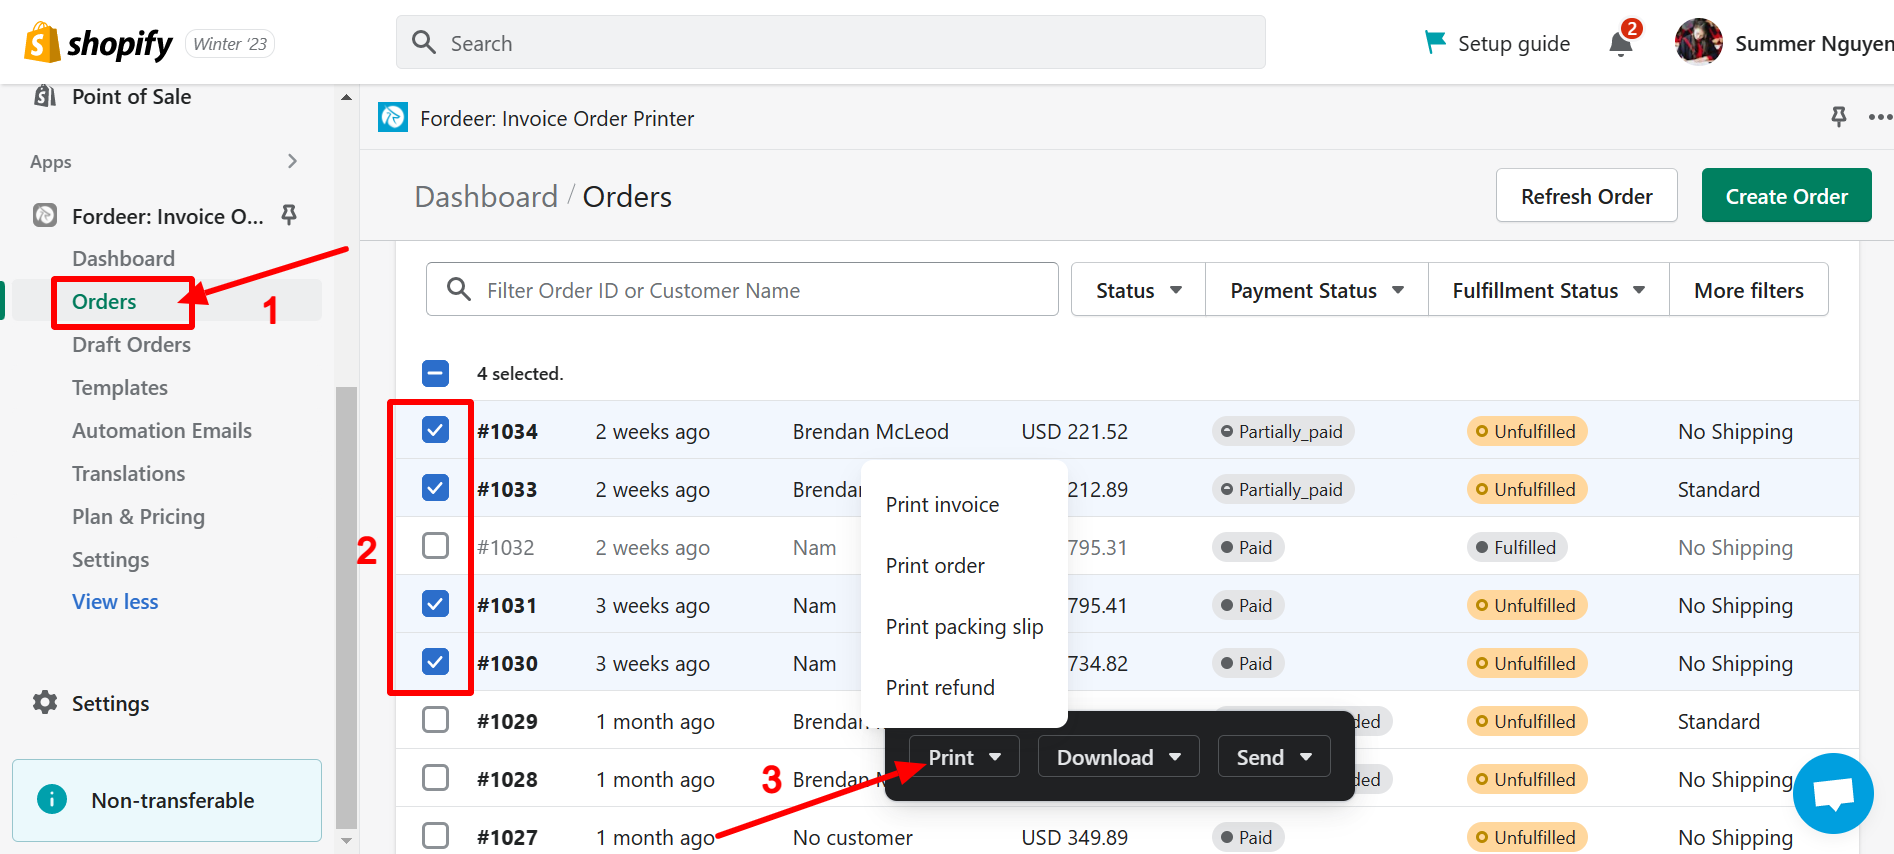 shopify Winter '23
Search
Setup guide
2
Summer Nguyen
Point of Sale
Apps
Fordeer: Invoice O...
Dashboard
Orders
1
Draft Orders
Templates
Automation Emails
Translations
Plan & Pricing
Settings
View less
Settings
Non-transferable
Fordeer: Invoice Order Printer
Dashboard / Orders
Refresh Order
Create Order
Filter Order ID or Customer Name
Status
Payment Status
Fulfillment Status
More filters
4 selected.
2
#1034 2 weeks ago Brendan McLeod USD 221.52 Partially_paid Unfulfilled No Shipping
#1033 2 weeks ago Brenda 212.89 Partially_paid Unfulfilled Standard
#1032 2 weeks ago Nam 795.31 Paid Fulfilled No Shipping
#1031 3 weeks ago Nam 795.41 Paid Unfulfilled No Shipping
#1030 3 weeks ago Nam 734.82 Paid Unfulfilled No Shipping
#1029 1 month ago Brendan ded Unfulfilled Standard
#1028 1 month ago Brendan ded Unfulfilled No Shipping
#1027 1 month ago No customer USD 349.89 Paid Unfulfilled No Shipping
Print invoice
Print order
Print packing slip
Print refund
3
Print
Download
Send